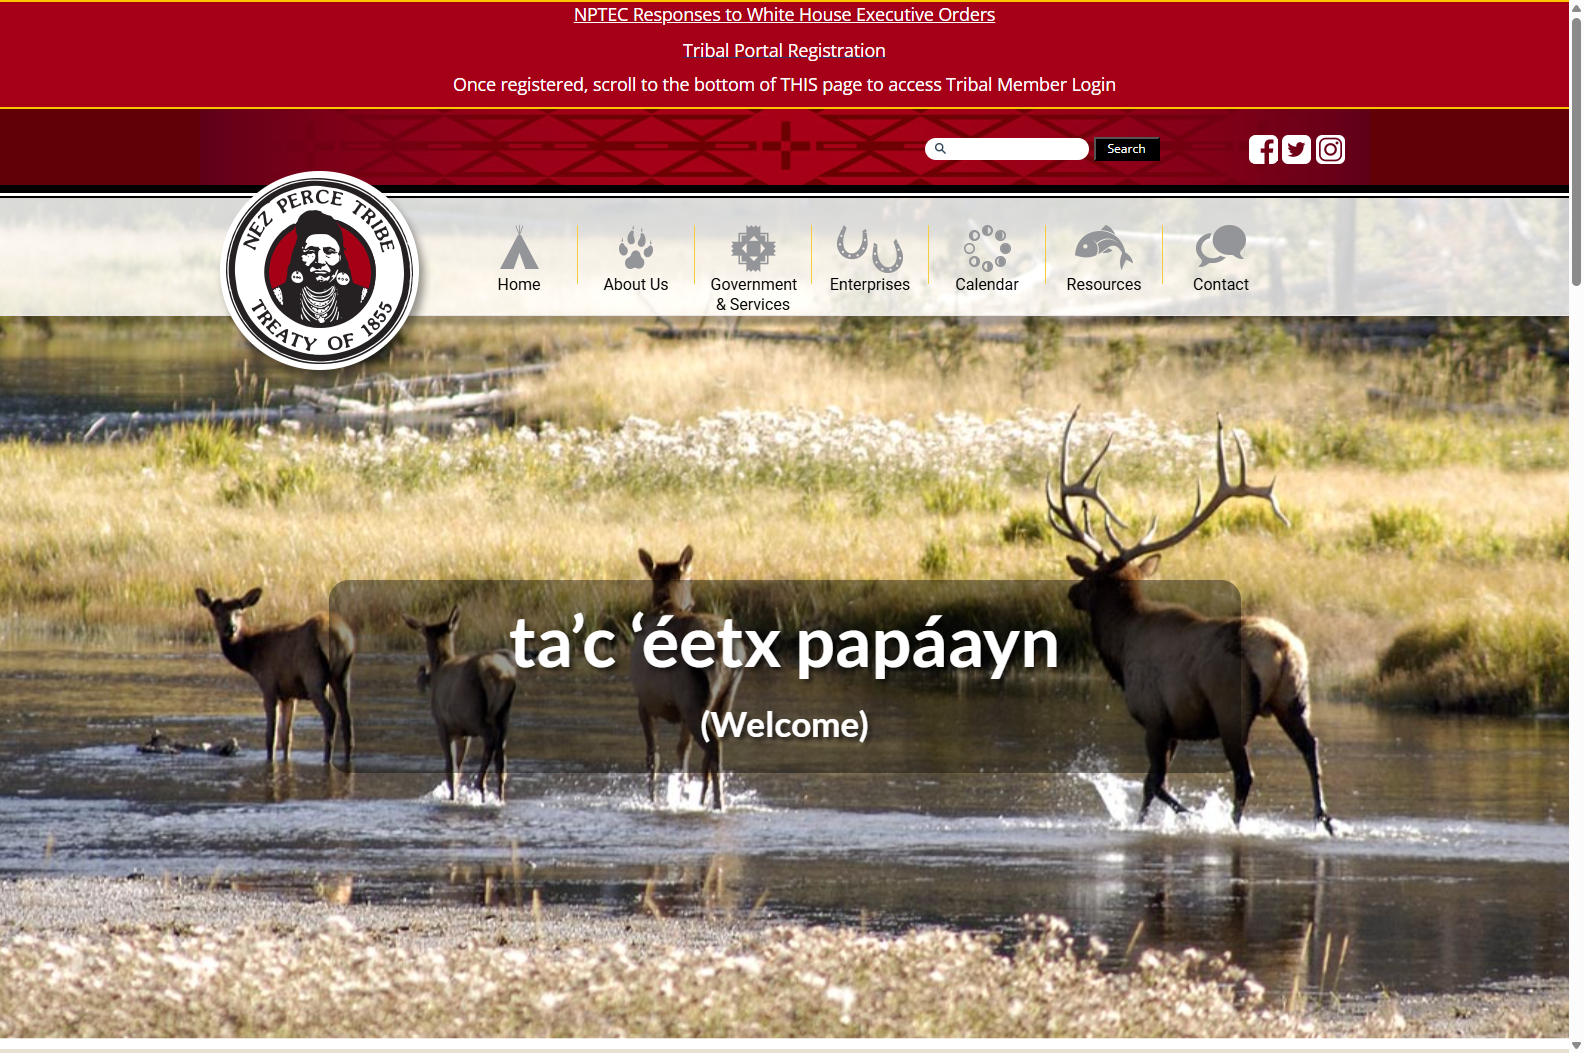 NPTEC Responses to White House Executive Orders
Tribal Portal Registration
Once registered, scroll to the bottom of THIS page to access Tribal Member Login
Search
NEZ PERCE TRIBE
TREATY OF 1855
Home
About Us
Government
& Services
Enterprises
Calendar
Resources
Contact
ta’c ‘éetx papáayn
(Welcome)